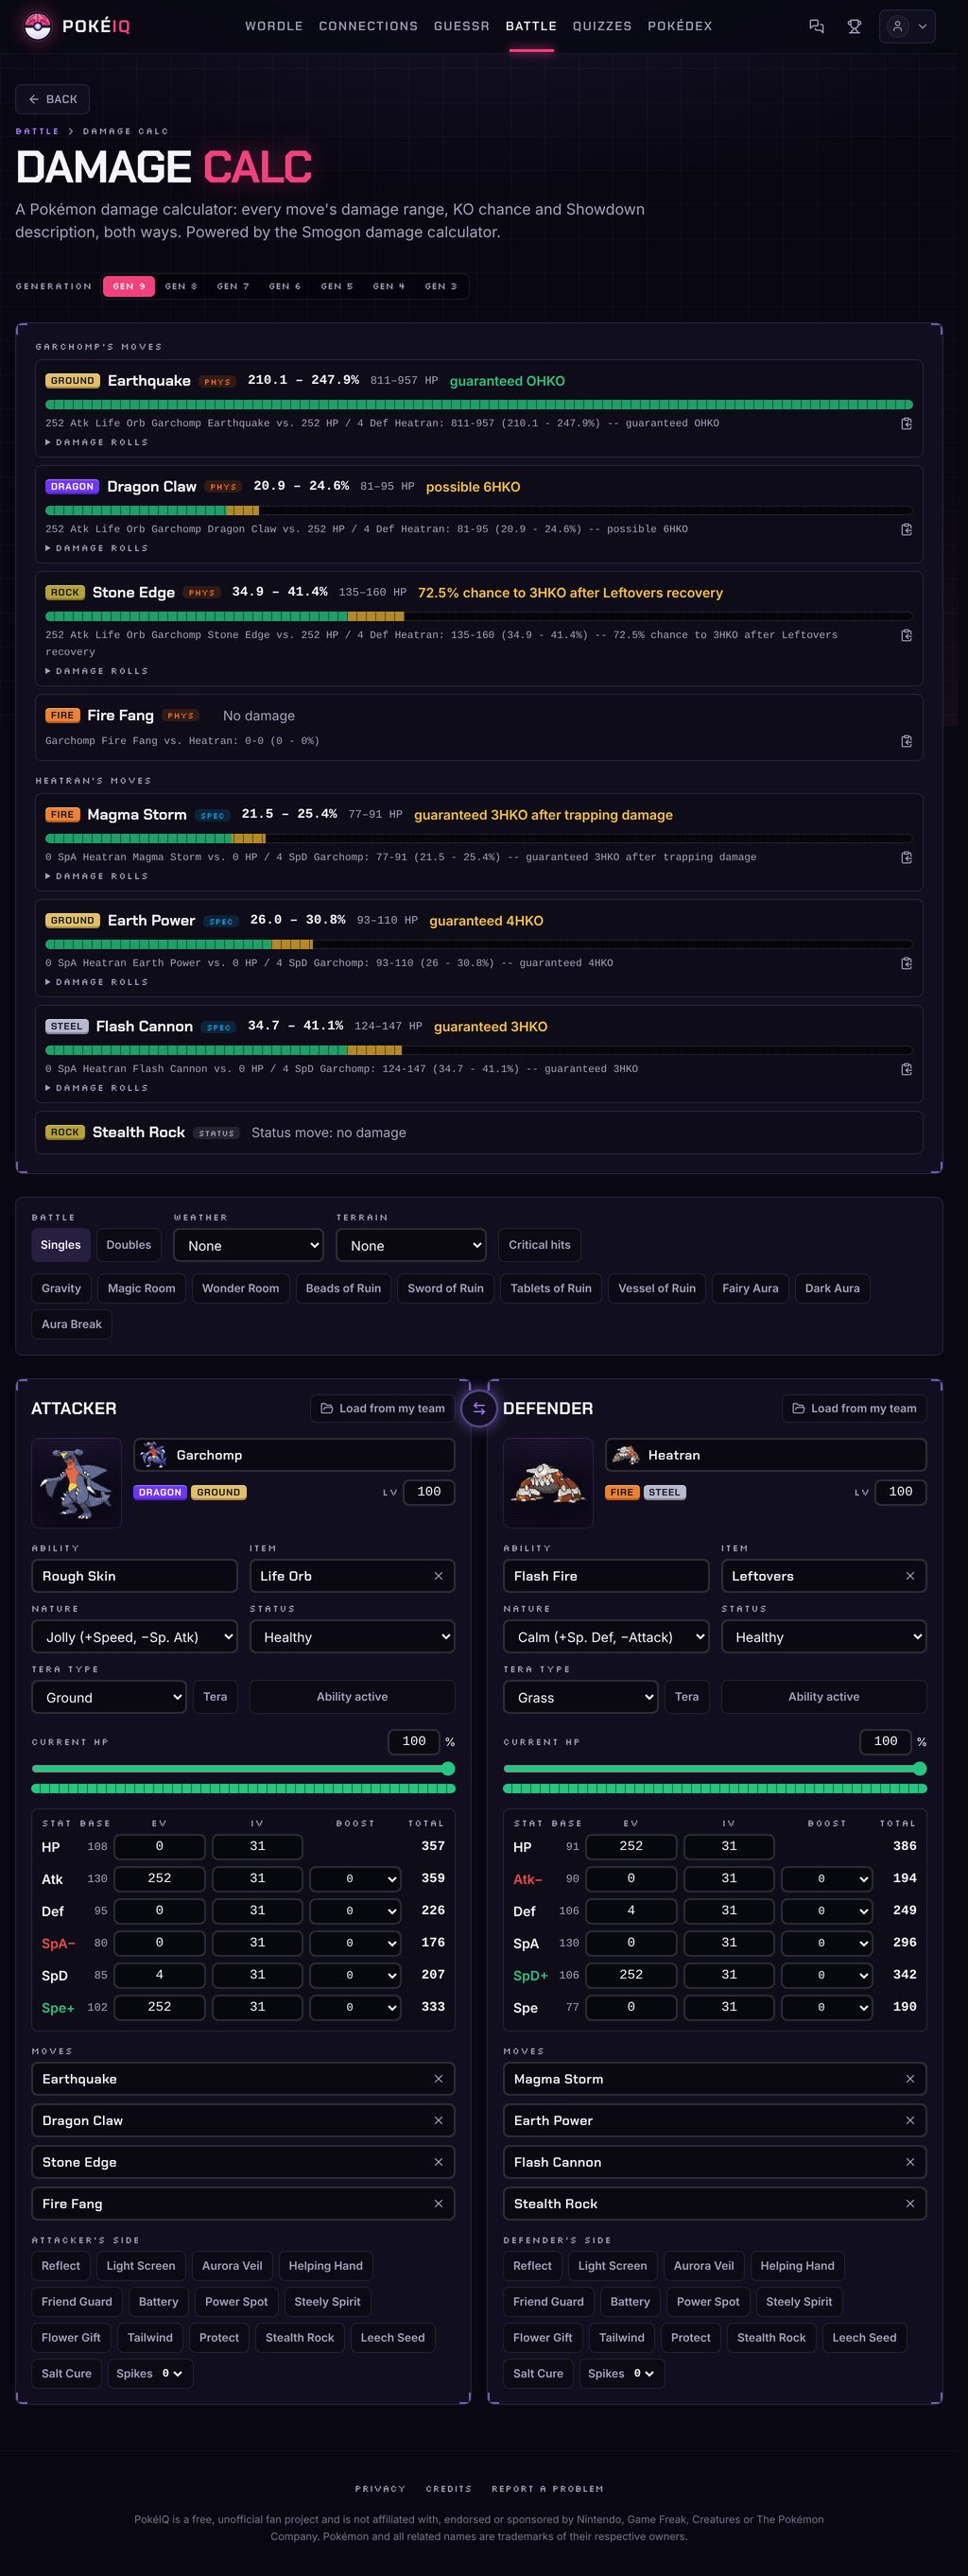 POKÉIQ WORDLE CONNECTIONS GUESSR BATTLE QUIZZES POKÉDEX
BACK
BATTLE > DAMAGE CALC
DAMAGE CALC
A Pokémon damage calculator: every move's damage range, KO chance and Showdown
description, both ways. Powered by the Smogon damage calculator.
GENERATION GEN 9 GEN 8 GEN 7 GEN 6 GEN 5 GEN 4 GEN 3
GARCHOMP'S MOVES
GROUND Earthquake PHYS 210.1 – 247.9% 811–957 HP guaranteed OHKO
252 Atk Life Orb Garchomp Earthquake vs. 252 HP / 4 Def Heatran: 811-957 (210.1 - 247.9%) -- guaranteed OHKO
▶ DAMAGE ROLLS
DRAGON Dragon Claw PHYS 20.9 – 24.6% 81–95 HP possible 6HKO
252 Atk Life Orb Garchomp Dragon Claw vs. 252 HP / 4 Def Heatran: 81-95 (20.9 - 24.6%) -- possible 6HKO
▶ DAMAGE ROLLS
ROCK Stone Edge PHYS 34.9 – 41.4% 135–160 HP 72.5% chance to 3HKO after Leftovers recovery
252 Atk Life Orb Garchomp Stone Edge vs. 252 HP / 4 Def Heatran: 135-160 (34.9 - 41.4%) -- 72.5% chance to 3HKO after Leftovers
recovery
▶ DAMAGE ROLLS
FIRE Fire Fang PHYS No damage
Garchomp Fire Fang vs. Heatran: 0-0 (0 - 0%)
HEATRAN'S MOVES
FIRE Magma Storm SPEC 21.5 – 25.4% 77–91 HP guaranteed 3HKO after trapping damage
0 SpA Heatran Magma Storm vs. 0 HP / 4 SpD Garchomp: 77-91 (21.5 - 25.4%) -- guaranteed 3HKO after trapping damage
▶ DAMAGE ROLLS
GROUND Earth Power SPEC 26.0 – 30.8% 93–110 HP guaranteed 4HKO
0 SpA Heatran Earth Power vs. 0 HP / 4 SpD Garchomp: 93-110 (26 - 30.8%) -- guaranteed 4HKO
▶ DAMAGE ROLLS
STEEL Flash Cannon SPEC 34.7 – 41.1% 124–147 HP guaranteed 3HKO
0 SpA Heatran Flash Cannon vs. 0 HP / 4 SpD Garchomp: 124-147 (34.7 - 41.1%) -- guaranteed 3HKO
▶ DAMAGE ROLLS
ROCK Stealth Rock STATUS Status move: no damage
BATTLE WEATHER TERRAIN
Singles Doubles None None Critical hits
Gravity Magic Room Wonder Room Beads of Ruin Sword of Ruin Tablets of Ruin Vessel of Ruin Fairy Aura Dark Aura
Aura Break
ATTACKER Load from my team
Garchomp
DRAGON GROUND LV 100
ABILITY ITEM
Rough Skin Life Orb
NATURE STATUS
Jolly (+Speed, −Sp. Atk) Healthy
TERA TYPE
Ground Tera Ability active
CURRENT HP 100 %
STAT BASE EV IV BOOST TOTAL
HP 108 0 31 357
Atk 130 252 31 0 359
Def 95 0 31 0 226
SpA− 80 0 31 0 176
SpD 85 4 31 0 207
Spe+ 102 252 31 0 333
MOVES
Earthquake
Dragon Claw
Stone Edge
Fire Fang
ATTACKER'S SIDE
Reflect Light Screen Aurora Veil Helping Hand
Friend Guard Battery Power Spot Steely Spirit
Flower Gift Tailwind Protect Stealth Rock Leech Seed
Salt Cure Spikes 0
DEFENDER Load from my team
Heatran
FIRE STEEL LV 100
ABILITY ITEM
Flash Fire Leftovers
NATURE STATUS
Calm (+Sp. Def, −Attack) Healthy
TERA TYPE
Grass Tera Ability active
CURRENT HP 100 %
STAT BASE EV IV BOOST TOTAL
HP 91 252 31 386
Atk− 90 0 31 0 194
Def 106 4 31 0 249
SpA 130 0 31 0 296
SpD+ 106 252 31 0 342
Spe 77 0 31 0 190
MOVES
Magma Storm
Earth Power
Flash Cannon
Stealth Rock
DEFENDER'S SIDE
Reflect Light Screen Aurora Veil Helping Hand
Friend Guard Battery Power Spot Steely Spirit
Flower Gift Tailwind Protect Stealth Rock Leech Seed
Salt Cure Spikes 0
PRIVACY CREDITS REPORT A PROBLEM
PokéIQ is a free, unofficial fan project and is not affiliated with, endorsed or sponsored by Nintendo, Game Freak, Creatures or The Pokémon
Company. Pokémon and all related names are trademarks of their respective owners.